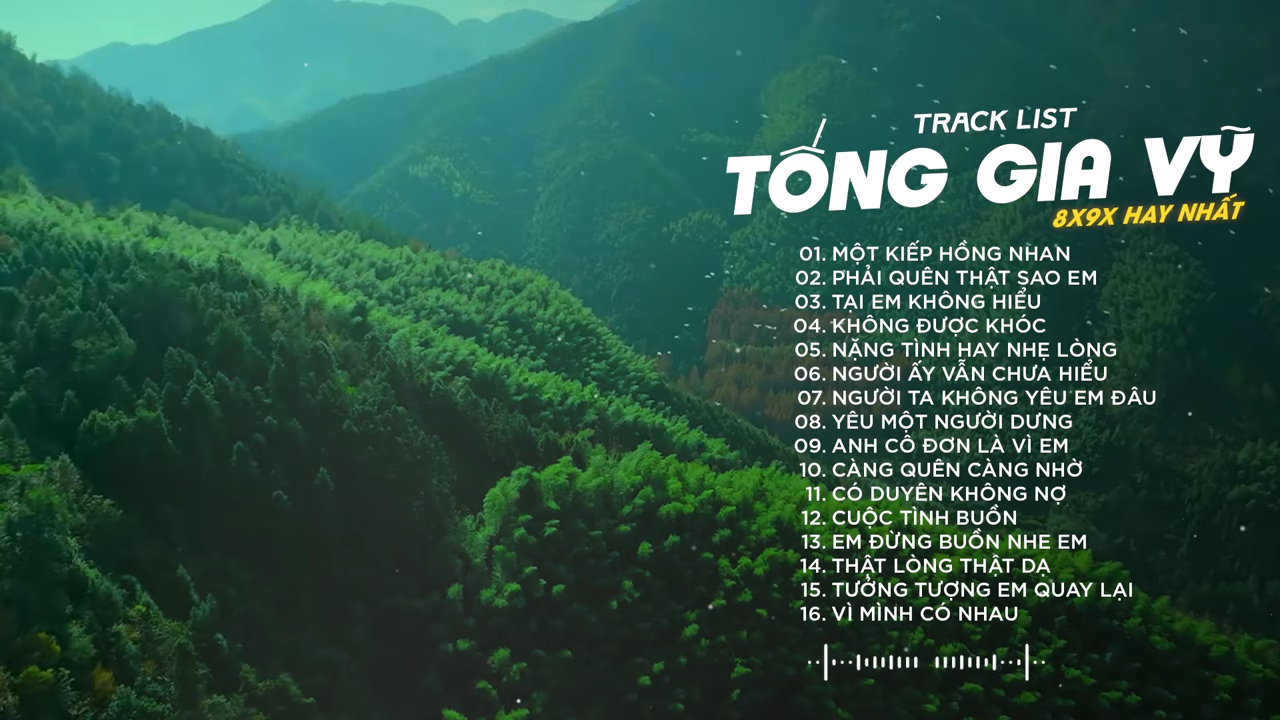 TRACK LIST
TỐNG GIA VỸ
8X9X HAY NHẤT
01. MỘT KIẾP HỒNG NHAN
02. PHẢI QUÊN THẬT SAO EM
03. TẠI EM KHÔNG HIỂU
04. KHÔNG ĐƯỢC KHÓC
05. NẶNG TÌNH HAY NHẸ LÒNG
06. NGƯỜI ẤY VẪN CHƯA HIỂU
07. NGƯỜI TA KHÔNG YÊU EM ĐÂU
08. YÊU MỘT NGƯỜI DƯNG
09. ANH CÔ ĐƠN LÀ VÌ EM
10. CÀNG QUÊN CÀNG NHỜ
11. CÓ DUYÊN KHÔNG NỢ
12. CUỘC TÌNH BUỒN
13. EM ĐỪNG BUỒN NHE EM
14. THẬT LÒNG THẬT DẠ
15. TƯỞNG TƯỢNG EM QUAY LẠI
16. VÌ MÌNH CÓ NHAU